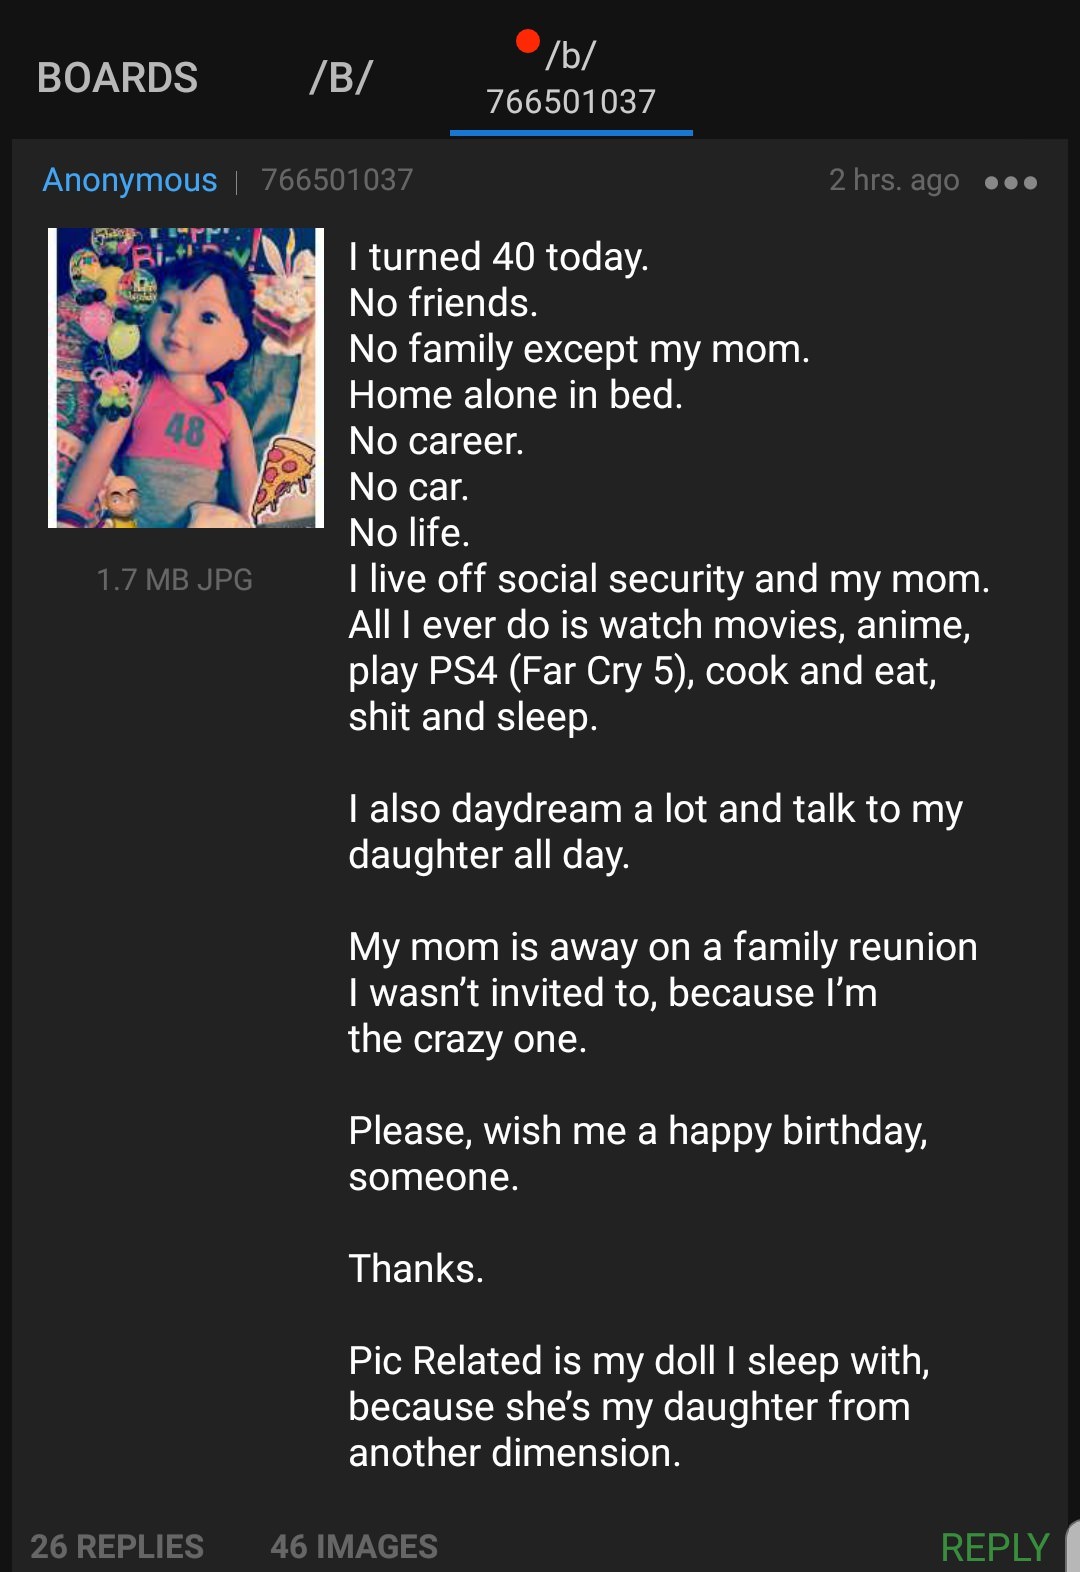 BOARDS /B/ /b/
766501037
Anonymous | 766501037 2 hrs. ago
Happy
Birthday!
48
1.7 MB JPG
I turned 40 today.
No friends.
No family except my mom.
Home alone in bed.
No career.
No car.
No life.
I live off social security and my mom.
All I ever do is watch movies, anime,
play PS4 (Far Cry 5), cook and eat,
shit and sleep.
I also daydream a lot and talk to my
daughter all day.
My mom is away on a family reunion
I wasn’t invited to, because I’m
the crazy one.
Please, wish me a happy birthday,
someone.
Thanks.
Pic Related is my doll I sleep with,
because she’s my daughter from
another dimension.
26 REPLIES 46 IMAGES REPLY